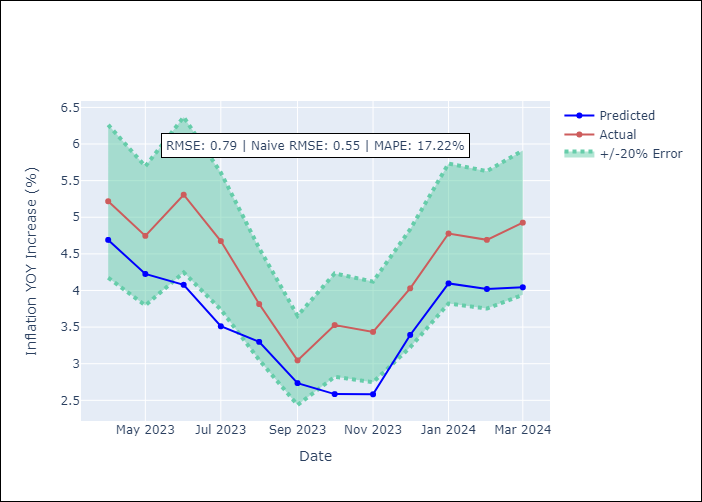 6.5
6
5.5
5
4.5
4
3.5
3
2.5
Inflation YOY Increase (%)
RMSE: 0.79 | Naive RMSE: 0.55 | MAPE: 17.22%
Predicted
Actual
+/-20% Error
May 2023
Jul 2023
Sep 2023
Nov 2023
Jan 2024
Mar 2024
Date